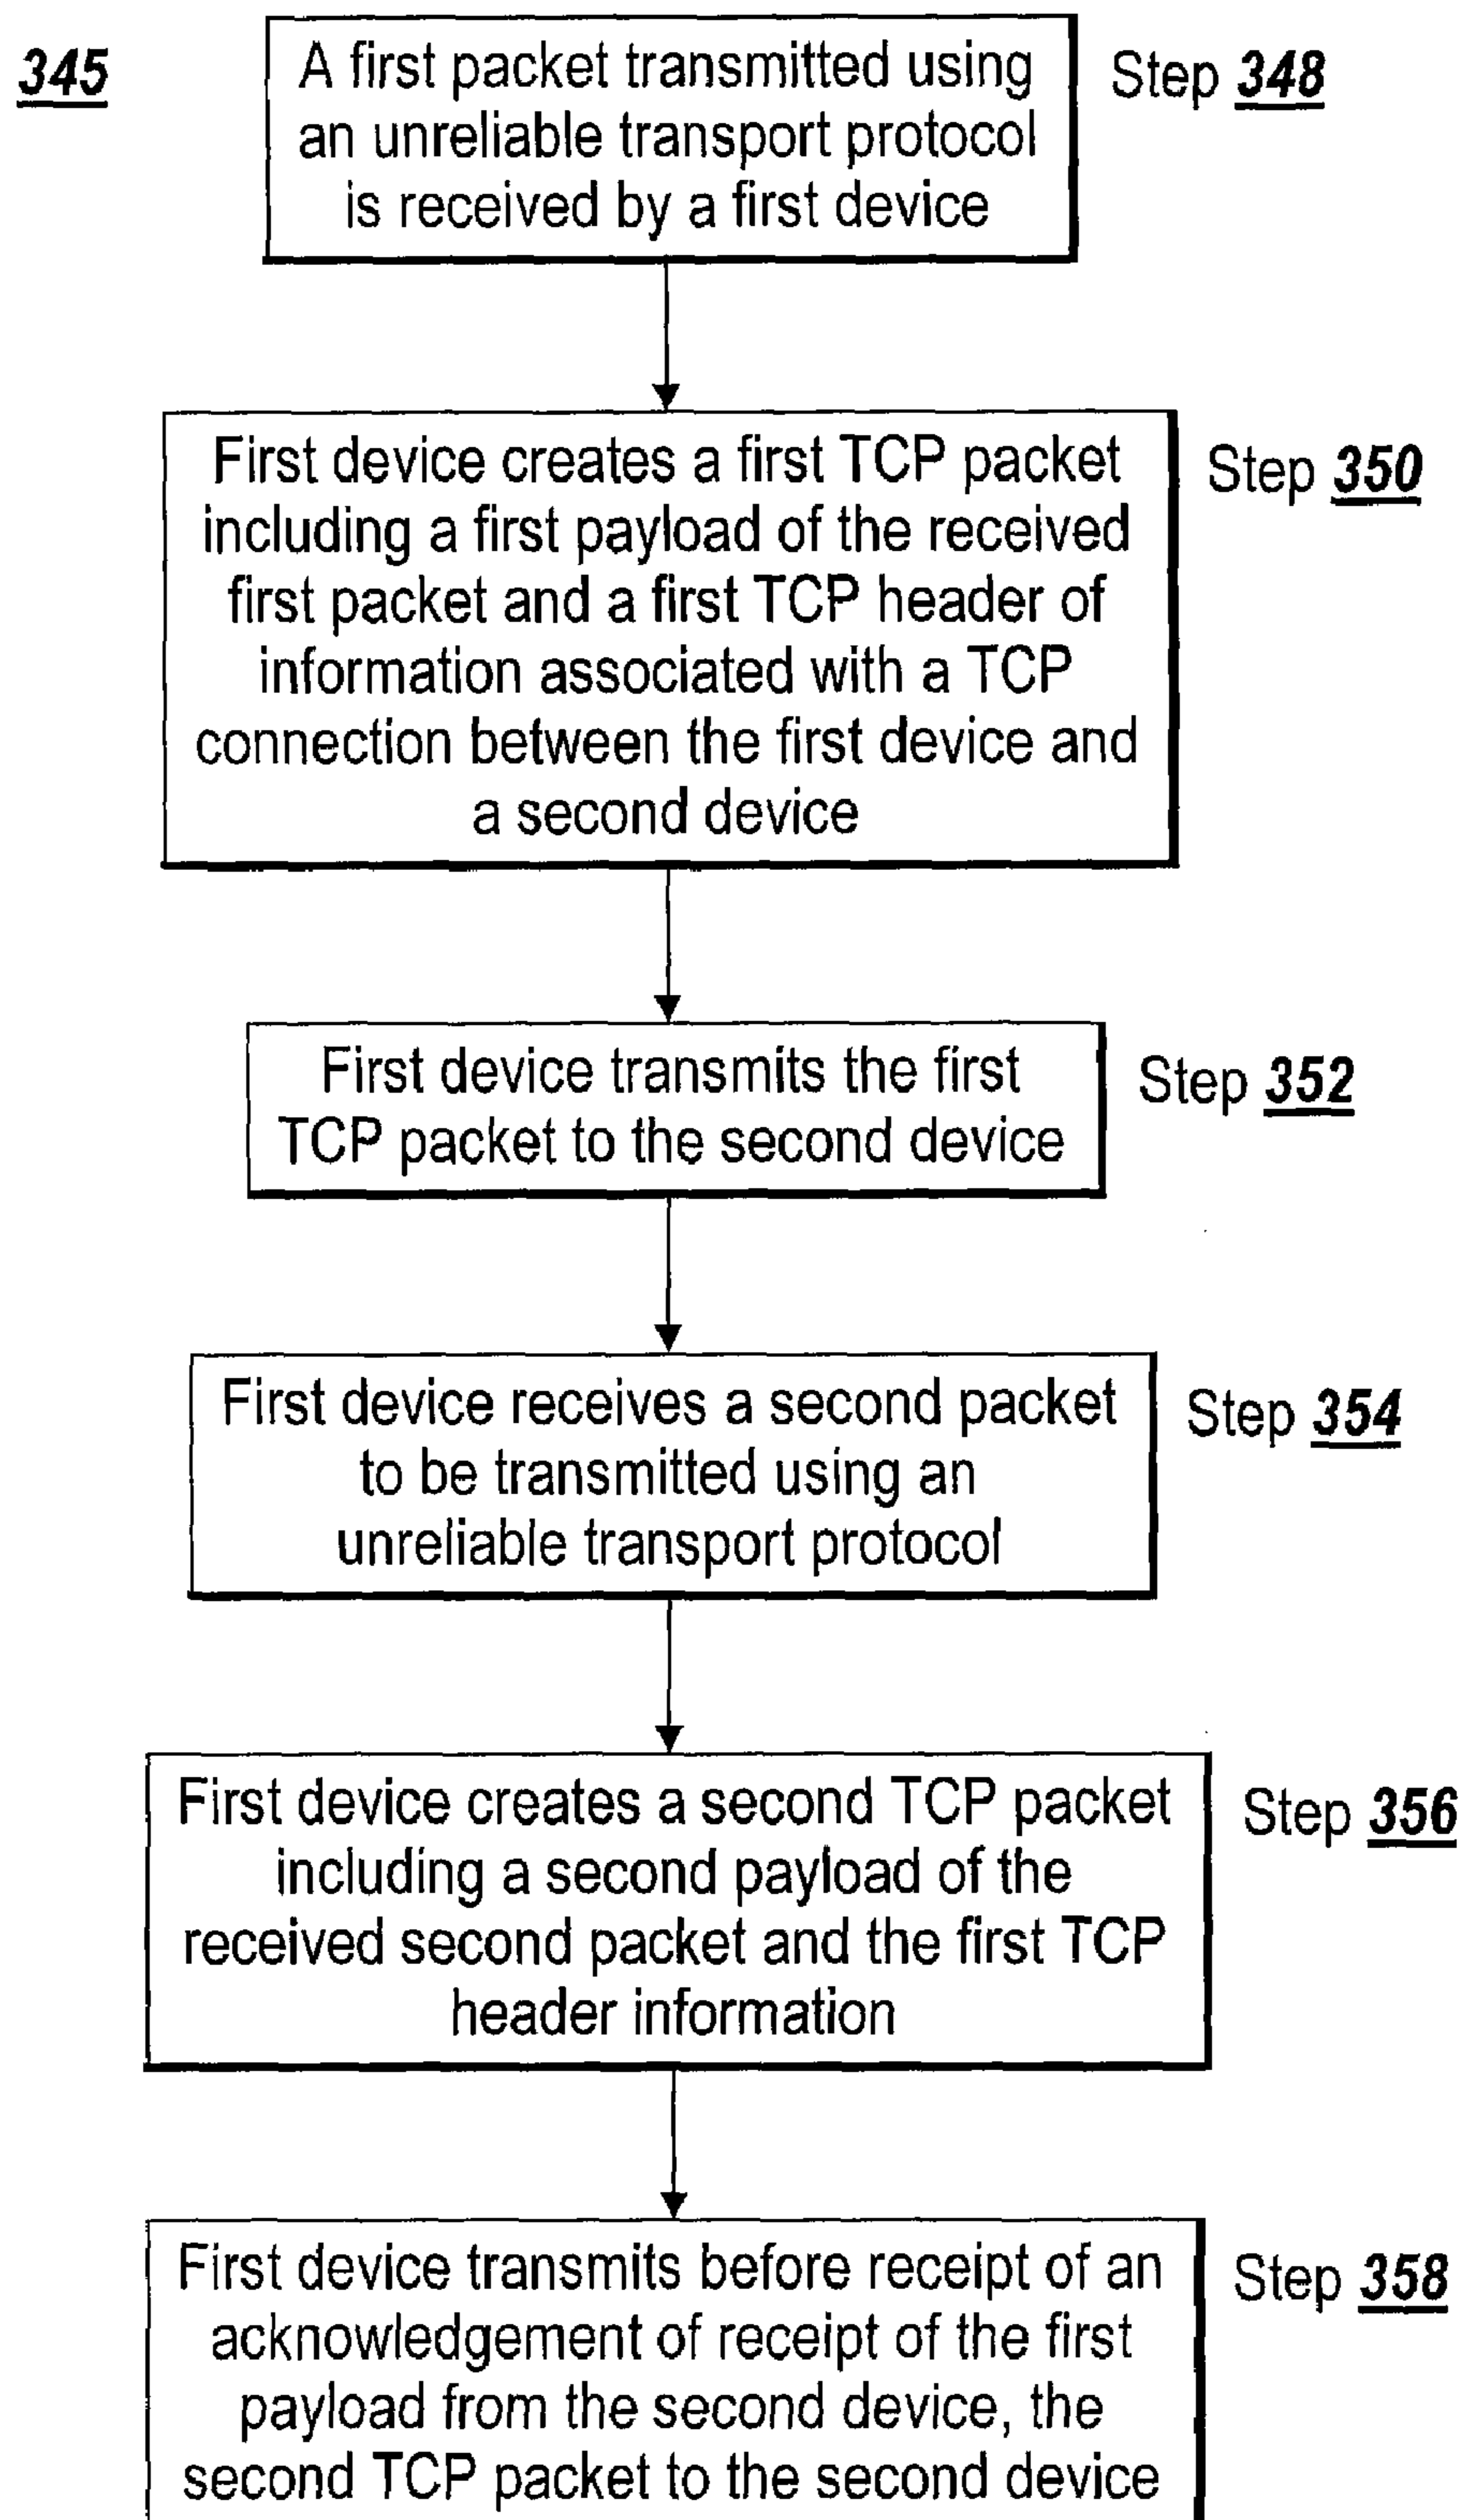 345
A first packet transmitted using
an unreliable transport protocol
is received by a first device
Step 348
First device creates a first TCP packet
including a first payload of the received
first packet and a first TCP header of
information associated with a TCP
connection between the first device and
a second device
Step 350
First device transmits the first
TCP packet to the second device
Step 352
First device receives a second packet
to be transmitted using an
unreliable transport protocol
Step 354
First device creates a second TCP packet
including a second payload of the
received second packet and the first TCP
header information
Step 356
First device transmits before receipt of an
acknowledgement of receipt of the first
payload from the second device, the
second TCP packet to the second device
Step 358